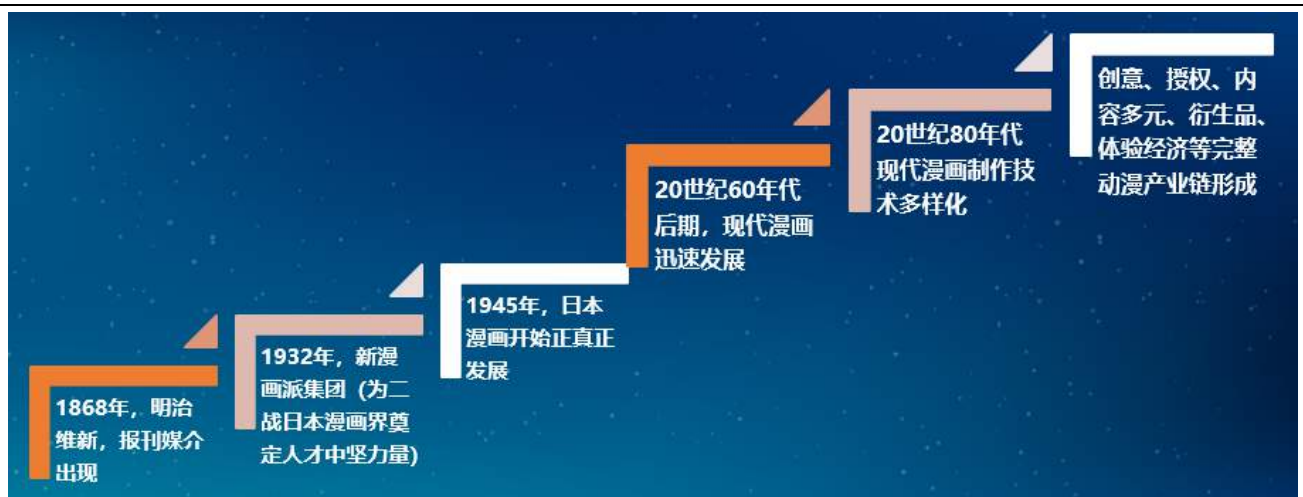 1868年，明治
维新，报刊媒介
出现
1932年，新漫
画派集团（为二
战日本漫画界奠
定人才中坚力量)
1945年，日本
漫画开始正真正
发展
20世纪60年代
后期，现代漫画
迅速发展
20世纪80年代
现代漫画制作技
术多样化
创意、授权、内
容多元、衍生品、
体验经济等完整
动漫产业链形成